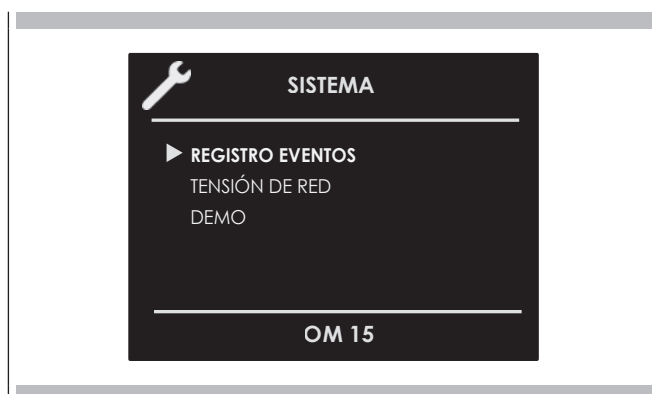 SISTEMA
REGISTRO EVENTOS
TENSIÓN DE RED
DEMO
OM 15